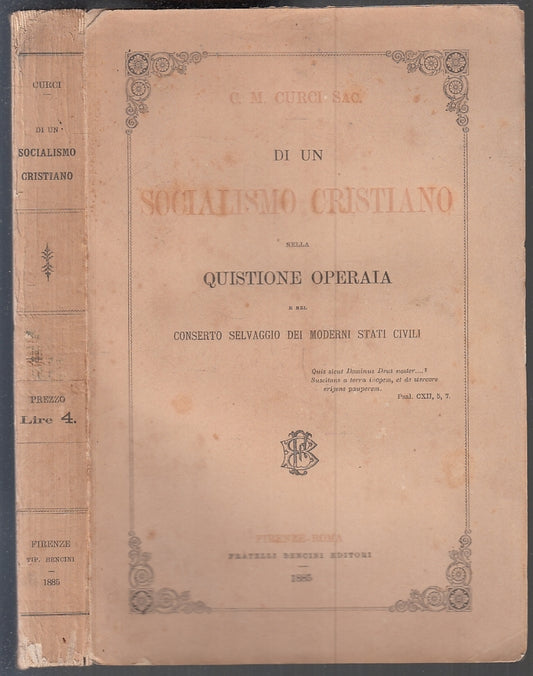 CURCI
DI UN
SOCIALISMO
CRISTIANO
PREZZO
Lire 4.
FIRENZE
TIP. BENCINI
1885
C. M. CURCI SAC.
DI UN
SOCIALISMO CRISTIANO
NELLA
QUISTIONE OPERAIA
E NEL
CONSERTO SELVAGGIO DEI MODERNI STATI CIVILI
Quis sicut Dominus Deus noster....?
Suscitans a terra inopem, et de stercore
erigens pauperem.
Psal. CXII, 5, 7.
FIRENZE-ROMA
FRATELLI BENCINI EDITORI
1885